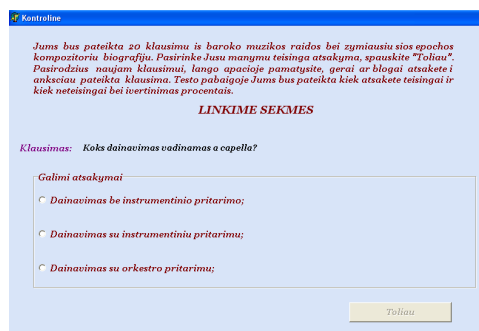 Kontroline
Jums bus pateikta 20 klausimu is baroko muzikos raidos bei zymiausiu sios epochos
kompozitoriu biografiju. Pasirinke Jusu manymu teisinga atsakyma, spauskite "Toliau".
Pasirodzius naujam klausimui, lango apacioje pamatysite, gerai ar blogai atsakete i
anksciau pateikta klausima. Testo pabaigoje Jums bus pateikta kiek atsakete teisingai ir
kiek neteisingai bei ivertinimas procentais.
LINKIME SEKMES
Klausimas: Koks dainavimas vadinamas a capella?
Galimi atsakymai
Dainavimas be instrumentinio pritarimo;
Dainavimas su instrumentiniu pritarimu;
Dainavimas su orkestro pritarimu;
Toliau